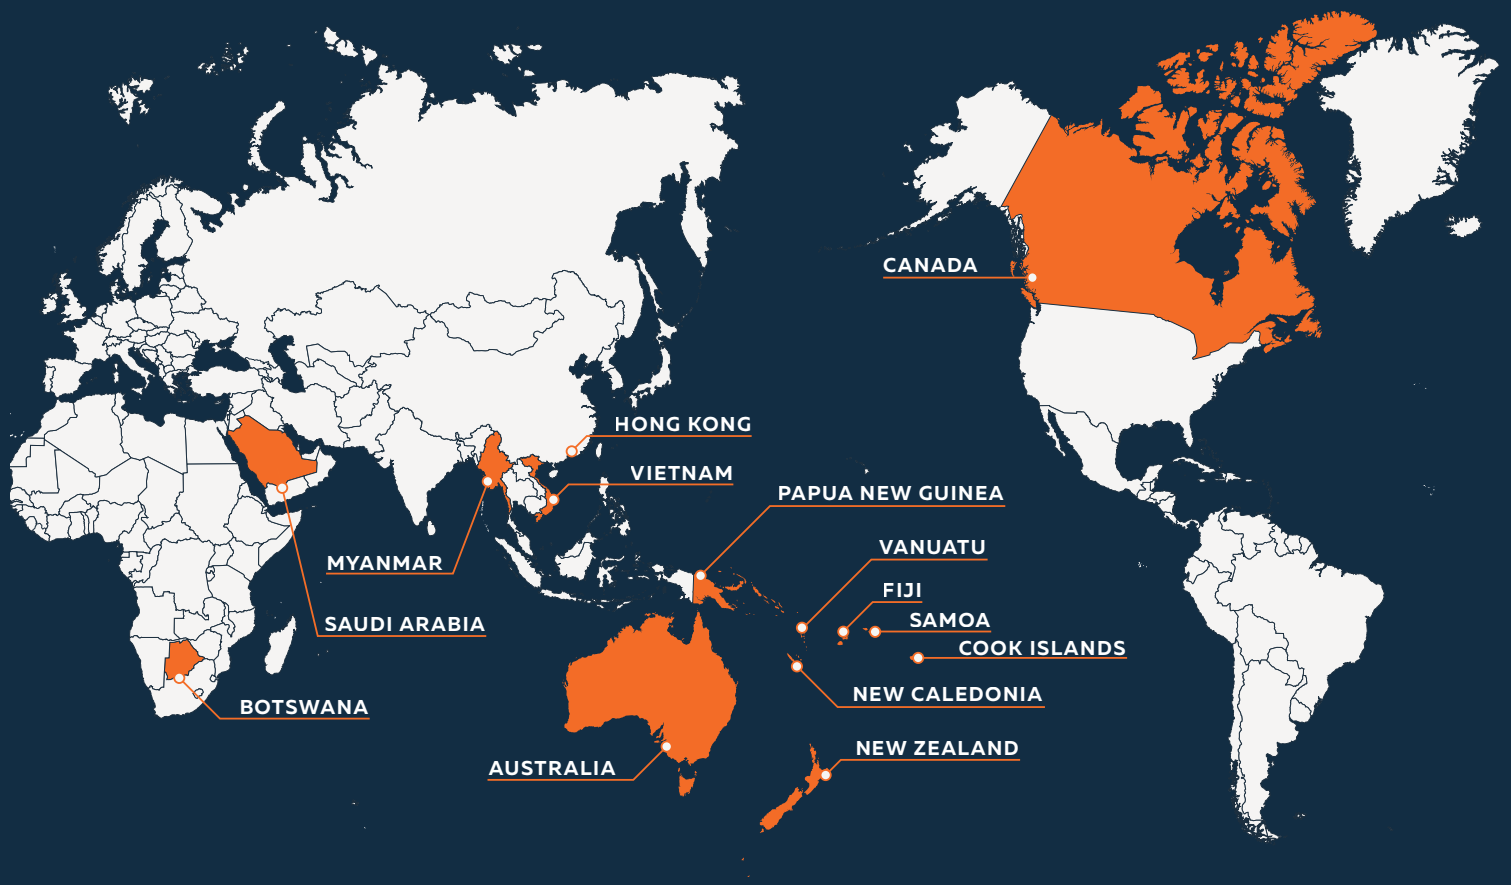 CANADA
HONG KONG
VIETNAM
PAPUA NEW GUINEA
VANUATU
MYANMAR
FIJI
SAMOA
SAUDI ARABIA
COOK ISLANDS
NEW CALEDONIA
BOTSWANA
NEW ZEALAND
AUSTRALIA